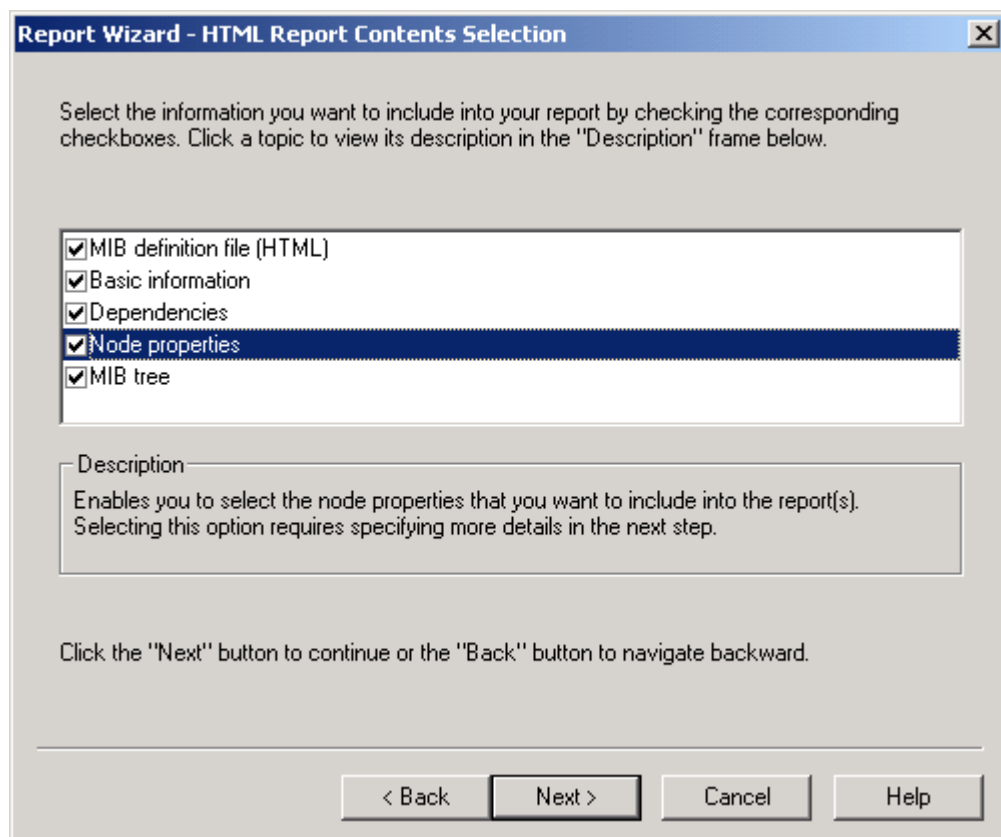 Report Wizard - HTML Report Contents Selection
Select the information you want to include into your report by checking the corresponding
checkboxes. Click a topic to view its description in the "Description" frame below.
MIB definition file (HTML)
Basic information
Dependencies
Node properties
MIB tree
Description
Enables you to select the node properties that you want to include into the report(s).
Selecting this option requires specifying more details in the next step.
Click the "Next" button to continue or the "Back" button to navigate backward.
< Back Next > Cancel Help